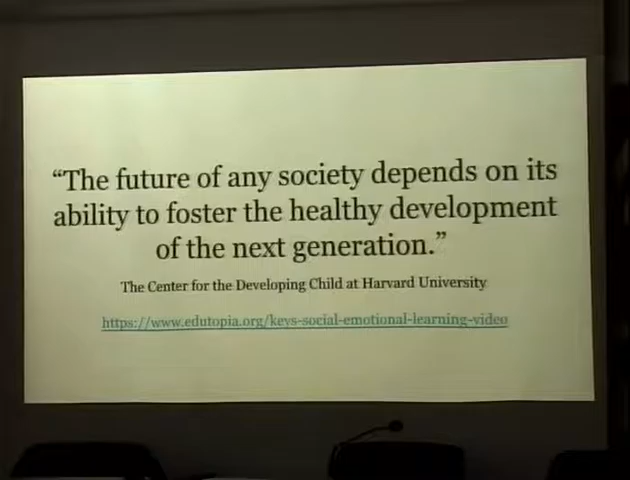 “The future of any society depends on its
ability to foster the healthy development
of the next generation.”
The Center for the Developing Child at Harvard University
https://www.edutopia.org/keys-social-emotional-learning-video